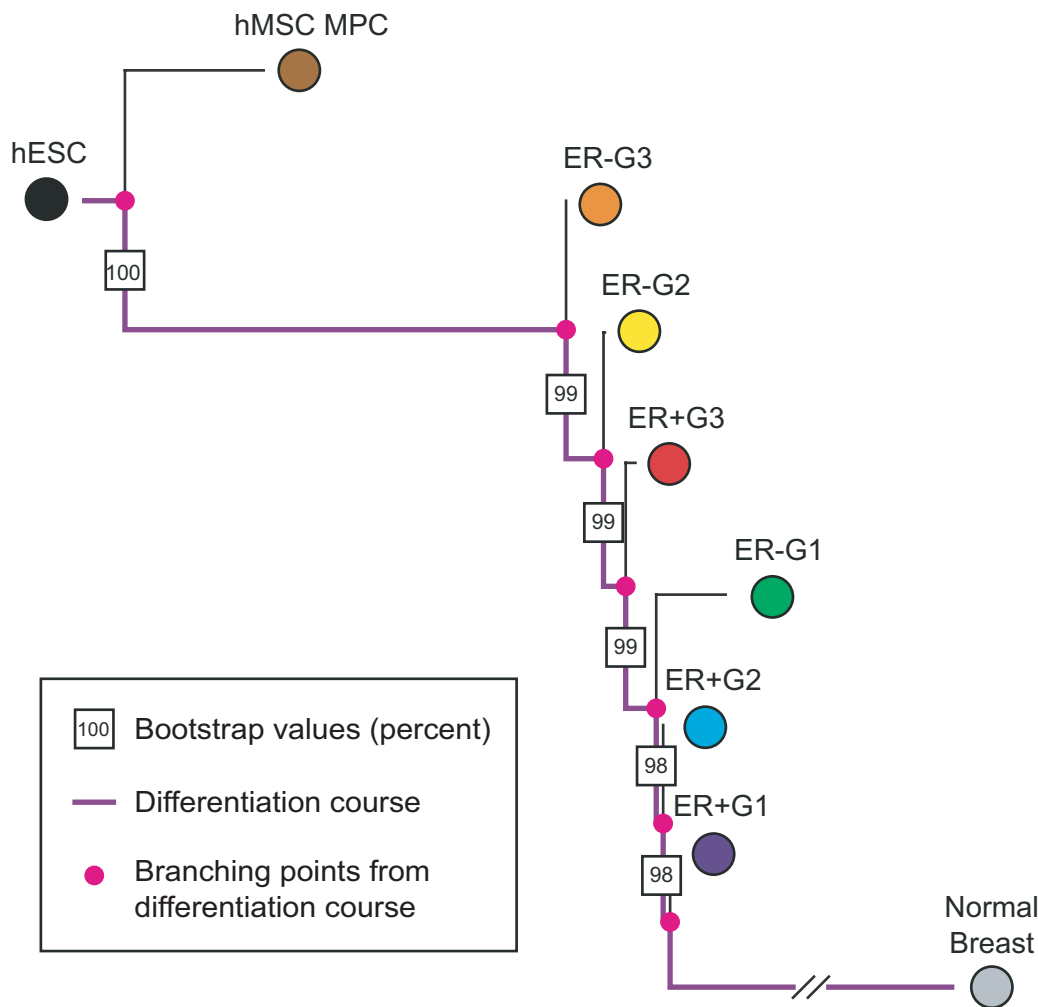 hMSC MPC
hESC
ER-G3
100
ER-G2
99
ER+G3
99
ER-G1
99
ER+G2
98
ER+G1
98
100 Bootstrap values (percent)
Differentiation course
Branching points from
differentiation course
Normal
Breast